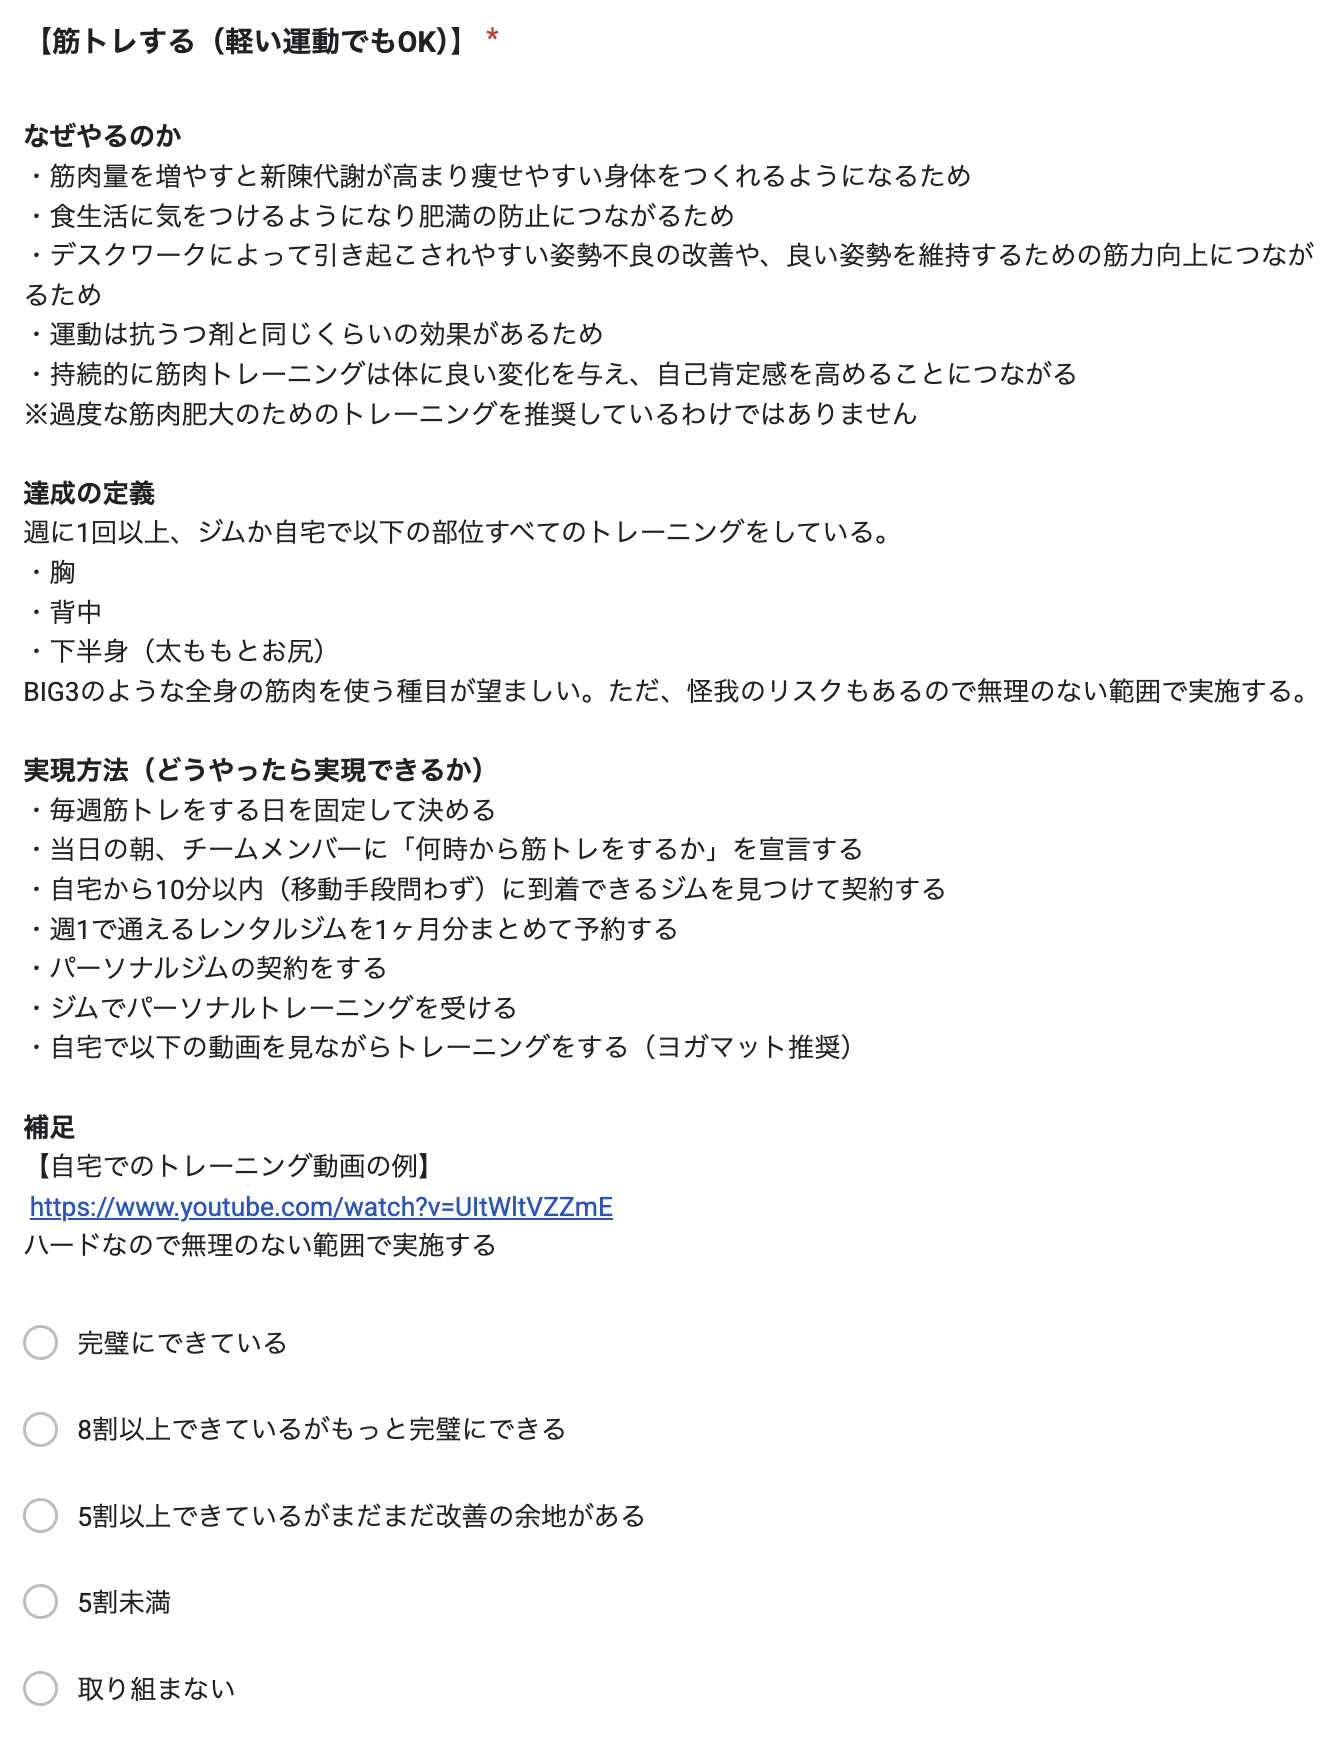 【筋トレする（軽い運動でもOK）】 *
なぜやるのか
・筋肉量を増やすと新陳代謝が高まり痩せやすい身体をつくれるようになるため
・食生活に気をつけるようになり肥満の防止につながるため
・デスクワークによって引き起こされやすい姿勢不良の改善や、良い姿勢を維持するための筋力向上につなが
るため
・運動は抗うつ剤と同じくらいの効果があるため
・持続的に筋肉トレーニングは体に良い変化を与え、自己肯定感を高めることにつながる
※過度な筋肉肥大のためのトレーニングを推奨しているわけではありません
達成の定義
週に1回以上、ジムか自宅で以下の部位すべてのトレーニングをしている。
・胸
・背中
・下半身（太ももとお尻）
BIG3のような全身の筋肉を使う種目が望ましい。ただ、怪我のリスクもあるので無理のない範囲で実施する。
実現方法（どうやったら実現できるか）
・毎週筋トレをする日を固定して決める
・当日の朝、チームメンバーに「何時から筋トレをするか」を宣言する
・自宅から10分以内（移動手段問わず）に到着できるジムを見つけて契約する
・週1で通えるレンタルジムを1ヶ月分まとめて予約する
・パーソナルジムの契約をする
・ジムでパーソナルトレーニングを受ける
・自宅で以下の動画を見ながらトレーニングをする（ヨガマット推奨）
補足
【自宅でのトレーニング動画の例】
https://www.youtube.com/watch?v=UItWltVZZmE
ハードなので無理のない範囲で実施する
完璧にできている
8割以上できているがもっと完璧にできる
5割以上できているがまだまだ改善の余地がある
5割未満
取り組まない